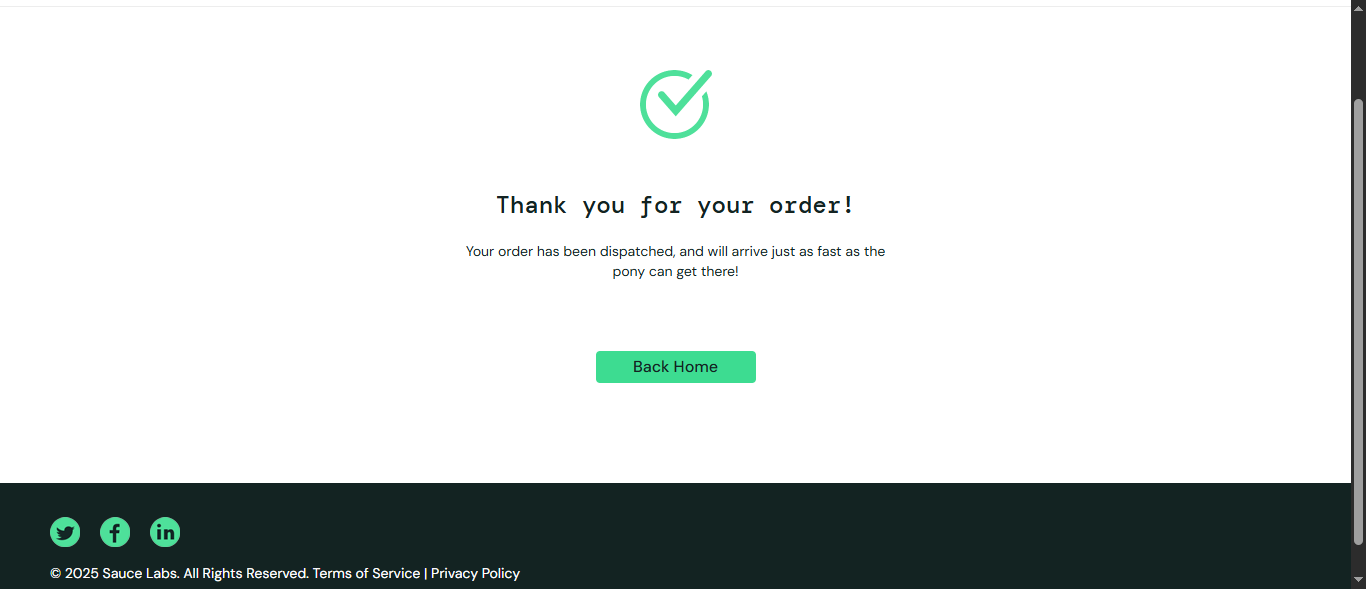 Thank you for your order!
Your order has been dispatched, and will arrive just as fast as the
pony can get there!
Back Home
© 2025 Sauce Labs. All Rights Reserved. Terms of Service | Privacy Policy